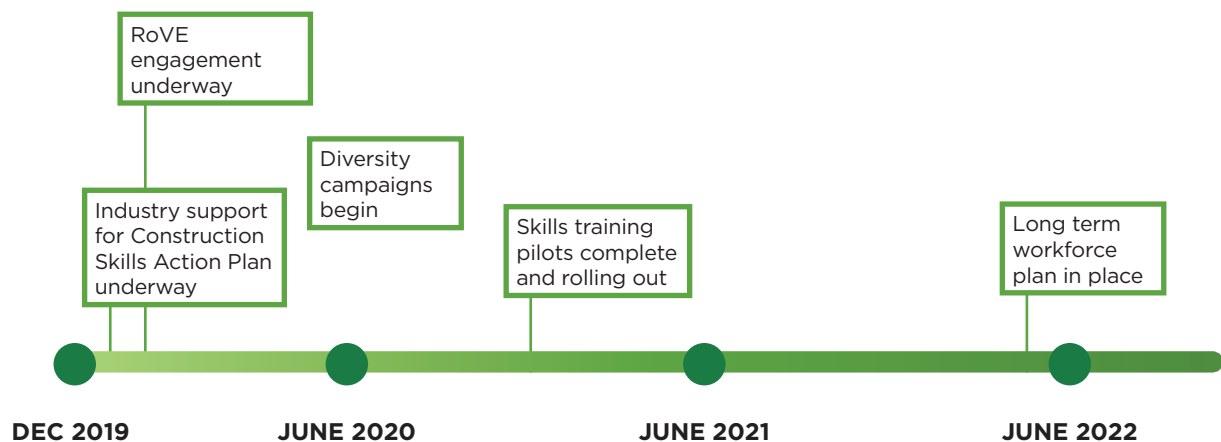 RoVE
engagement
underway
Industry support
for Construction
Skills Action Plan
underway
Diversity
campaigns
begin
Skills training
pilots complete
and rolling out
Long term
workforce
plan in place
DEC 2019
JUNE 2020
JUNE 2021
JUNE 2022